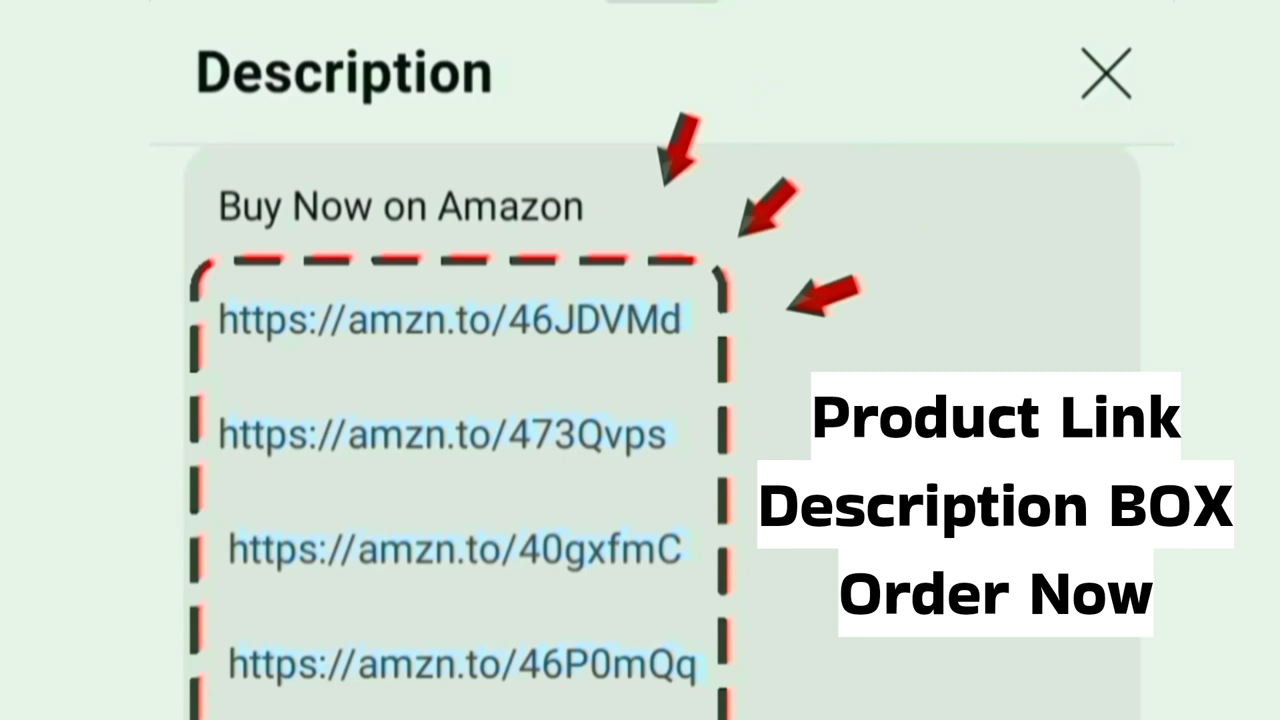 Description
Buy Now on Amazon
https://amzn.to/46JDVMd
https://amzn.to/473Qvps
https://amzn.to/40gxfmC
https://amzn.to/46P0mQq
Product Link
Description BOX
Order Now